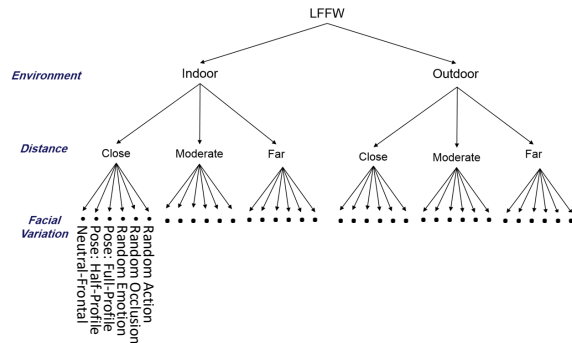 LFFW
Environment
Indoor
Outdoor
Distance
Close
Moderate
Far
Close
Moderate
Far
Facial
Variation
Neutral-Frontal
Pose: Half-Profile
Pose: Full-Profile
Random Emotion
Random Occlusion
Random Action